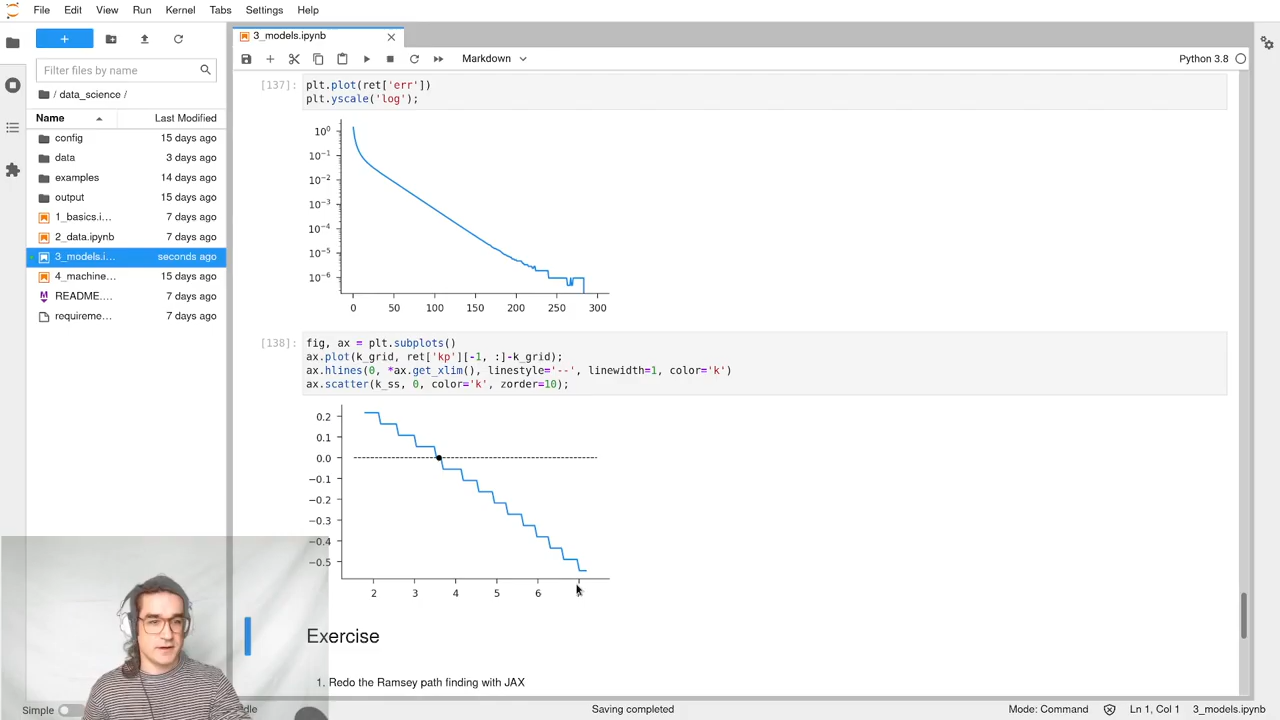 File Edit View Run Kernel Tabs Settings Help
3_models.ipynb
Filter files by name
Markdown
Python 3.8
/ data_science /
Name Last Modified
config 15 days ago
data 3 days ago
examples 14 days ago
output 15 days ago
1_basics.i... 7 days ago
2_data.ipynb 7 days ago
3_models.i... seconds ago
4_machine... 15 days ago
README.... 7 days ago
requireme... 7 days ago
[137]: plt.plot(ret['err'])
plt.yscale('log');
10⁰
10⁻¹
10⁻²
10⁻³
10⁻⁴
10⁻⁵
10⁻⁶
0 50 100 150 200 250 300
[138]: fig, ax = plt.subplots()
ax.plot(k_grid, ret['kp'][-1, :]-k_grid);
ax.hlines(0, *ax.get_xlim(), linestyle='--', linewidth=1, color='k')
ax.scatter(k_ss, 0, color='k', zorder=10);
0.2
0.1
0.0
-0.1
-0.2
-0.3
-0.4
-0.5
2 3 4 5 6
Exercise
1. Redo the Ramsey path finding with JAX
Simple
Saving completed
Mode: Command
Ln 1, Col 1
3_models.ipynb